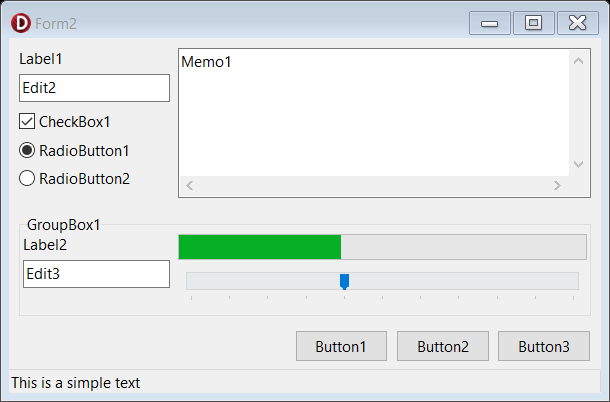 Form2
Label1
Edit2
Memo1
CheckBox1
RadioButton1
RadioButton2
GroupBox1
Label2
Edit3
Button1
Button2
Button3
This is a simple text